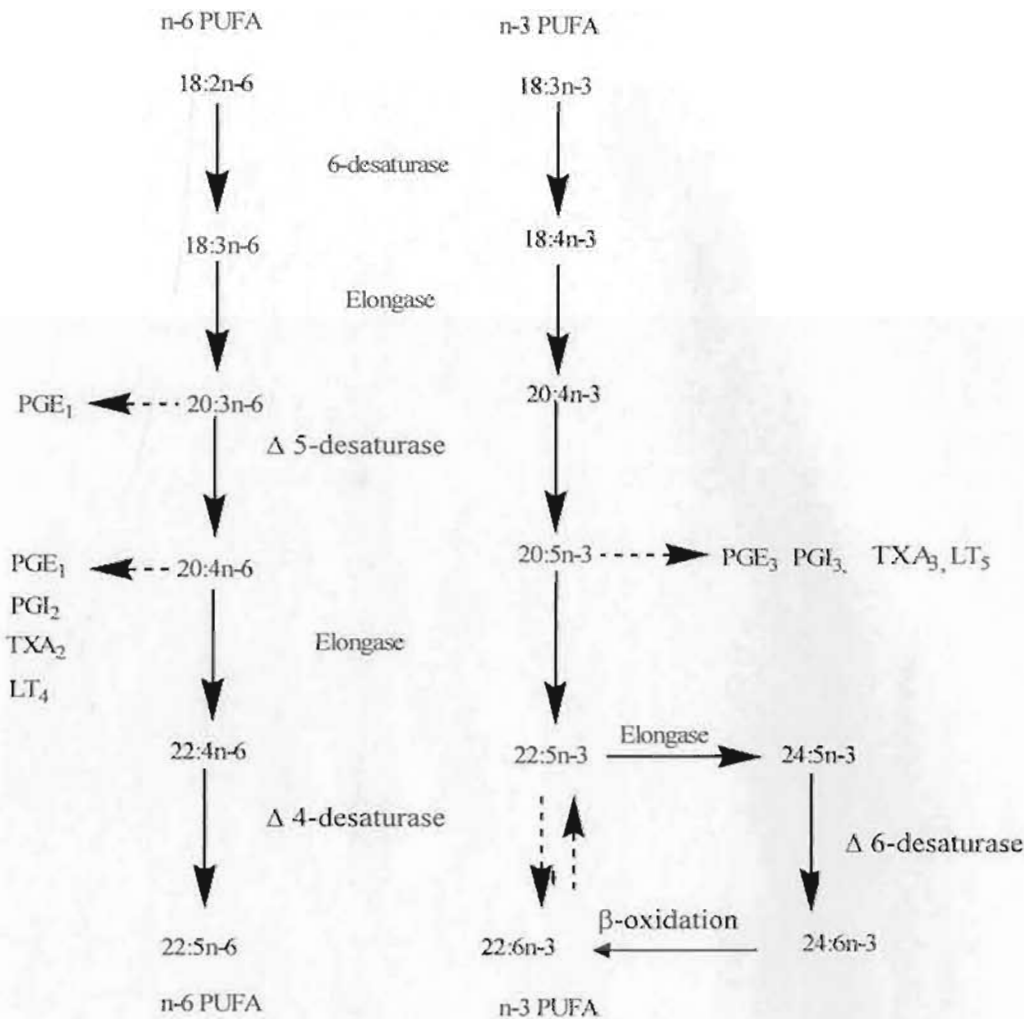 n-6 PUFA n-3 PUFA
18:2n-6 18:3n-3
6-desaturase
18:3n-6 18:4n-3
Elongase
PGE1 20:3n-6 20:4n-3
Δ 5-desaturase
PGE1 20:4n-6 20:5n-3 PGE3 PGI3, TXA3, LT5
PGI2
TXA2 Elongase
LT4
22:4n-6 22:5n-3 Elongase 24:5n-3
Δ 4-desaturase Δ 6-desaturase
β-oxidation
22:5n-6 22:6n-3 24:6n-3
n-6 PUFA n-3 PUFA